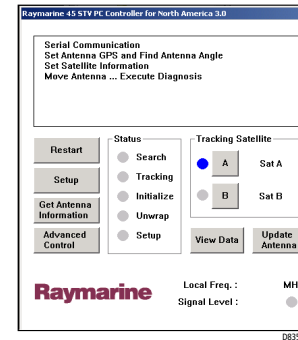 Raymarine 45 STV PC Controller for North America 3.0
Serial Communication
Set Antenna GPS and Find Antenna Angle
Set Satellite Information
Move Antenna ... Execute Diagnosis
Restart
Setup
Get Antenna
Information
Advanced
Control
Status
Search
Tracking
Initialize
Unwrap
Setup
Tracking Satellite
A Sat A
B Sat B
View Data
Update
Antenna
Raymarine
Local Freq. : MH
Signal Level :
D835